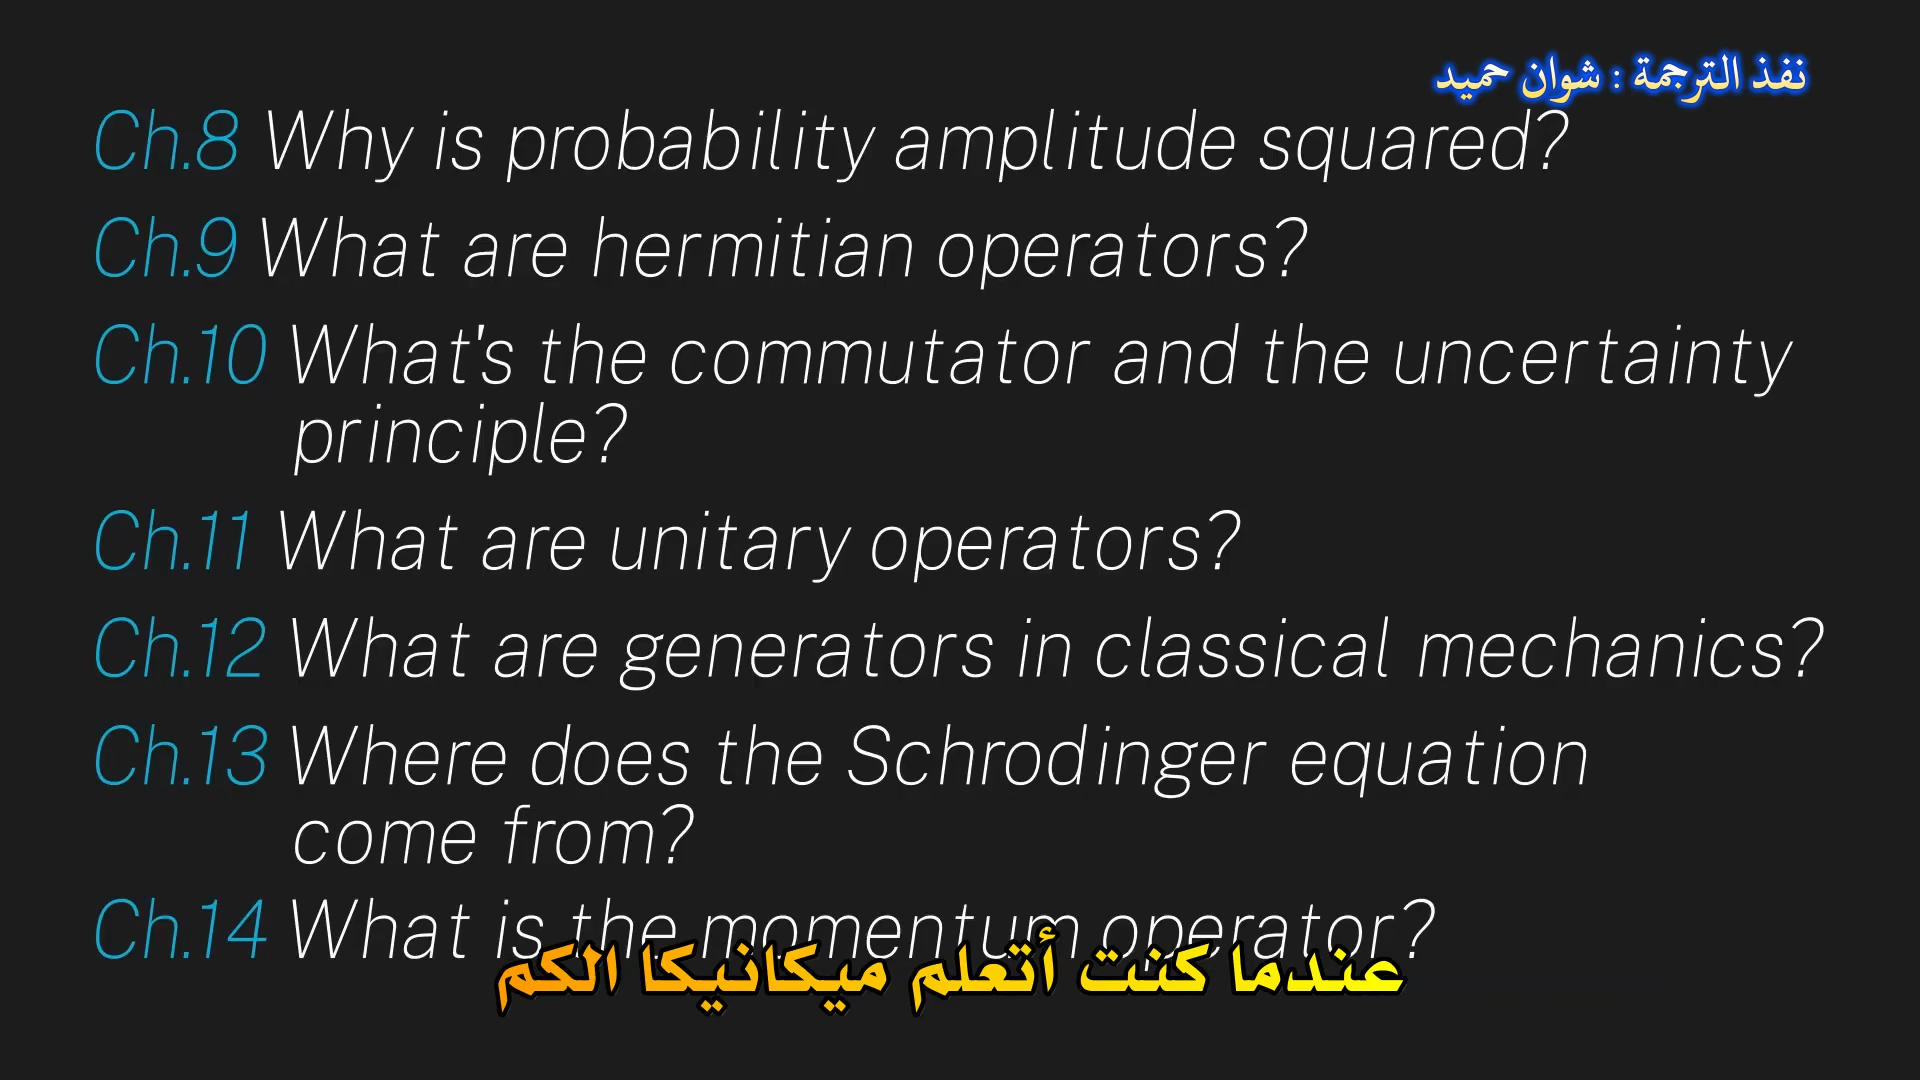 نفذ الترجمة : شوان حميد
Ch.8 Why is probability amplitude squared?
Ch.9 What are hermitian operators?
Ch.10 What's the commutator and the uncertainty
principle?
Ch.11 What are unitary operators?
Ch.12 What are generators in classical mechanics?
Ch.13 Where does the Schrodinger equation
come from?
Ch.14 What is the momentum operator?
عندما كنت أتعلم ميكانيكا الكم